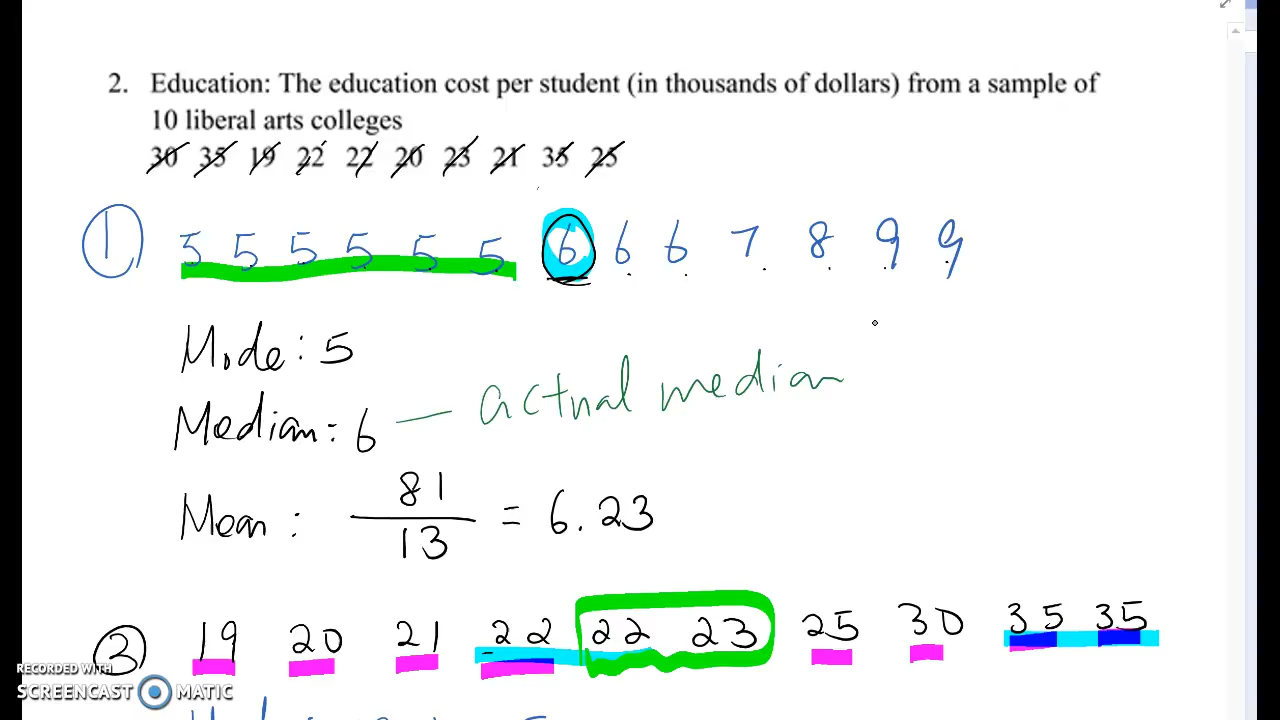 2. Education: The education cost per student (in thousands of dollars) from a sample of
10 liberal arts colleges
30 35 19 22 22 20 23 21 35 25
1 5 5 5 5 5 5 6 6 6 7 8 9 9
Mode: 5
Median: 6 — actual median
Mean: 81/13 = 6.23
3 19 20 21 22 22 23 25 30 35 35
RECORDED WITH
SCREENCAST MATIC